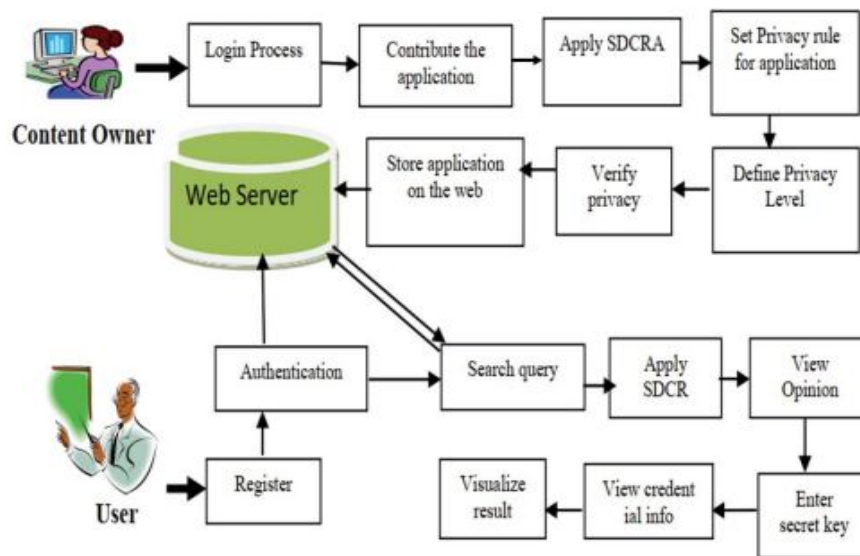 Login Process
Contribute the
application
Apply SDCRA
Set Privacy rule
for application
Content Owner
Web Server
Store application
on the web
Verify
privacy
Define Privacy
Level
Authentication
Search query
Apply
SDCR
View
Opinion
User
Register
Visualize
result
View credent
ial info
Enter
secret key